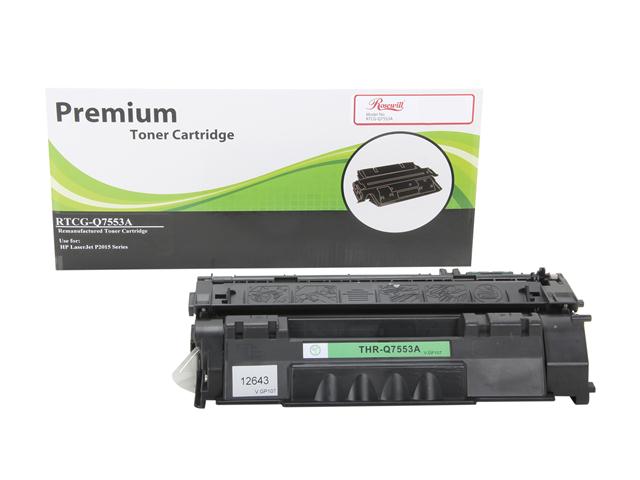 Premium
Toner Cartridge
Rosewill
Model No.
RTCG-Q7553A
RTCG-Q7553A
Remanufactured Toner Cartridge
Use for:
HP LaserJet P2015 Series
THR-Q7553A
V.GP107
12643
V.GP107